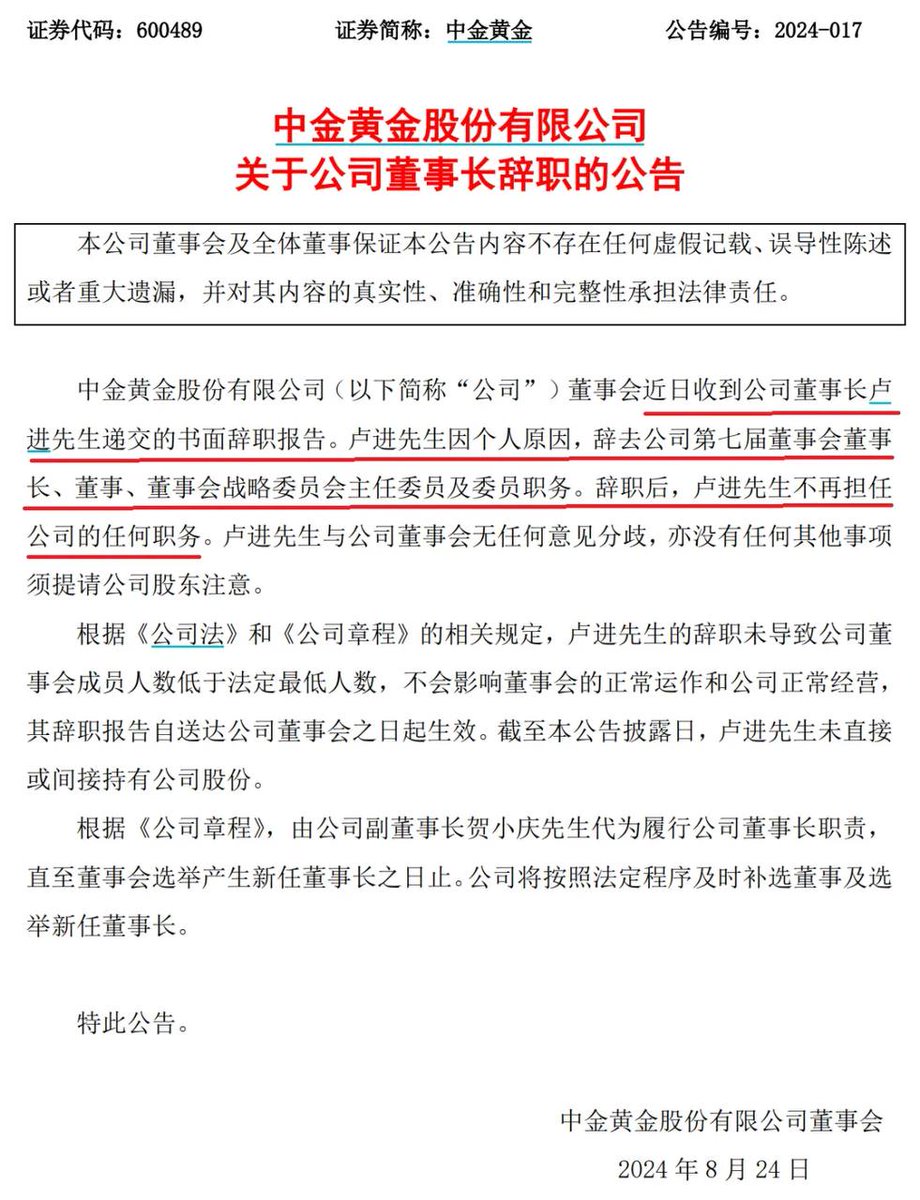 证券代码：600489 证券简称：中金黄金 公告编号：2024-017
中金黄金股份有限公司
关于公司董事长辞职的公告
本公司董事会及全体董事保证本公告内容不存在任何虚假记载、误导性陈述
或者重大遗漏，并对其内容的真实性、准确性和完整性承担法律责任。
中金黄金股份有限公司（以下简称“公司”）董事会近日收到公司董事长卢
进先生递交的书面辞职报告。卢进先生因个人原因，辞去公司第七届董事会董事
长、董事、董事会战略委员会主任委员及委员职务。辞职后，卢进先生不再担任
公司的任何职务。卢进先生与公司董事会无任何意见分歧，亦没有任何其他事项
须提请公司股东注意。
根据《公司法》和《公司章程》的相关规定，卢进先生的辞职未导致公司董
事会成员人数低于法定最低人数，不会影响董事会的正常运作和公司正常经营，
其辞职报告自送达公司董事会之日起生效。截至本公告披露日，卢进先生未直接
或间接持有公司股份。
根据《公司章程》，由公司副董事长贺小庆先生代为履行公司董事长职责，
直至董事会选举产生新任董事长之日止。公司将按照法定程序及时补选董事及选
举新任董事长。
特此公告。
中金黄金股份有限公司董事会
2024 年 8 月 24 日